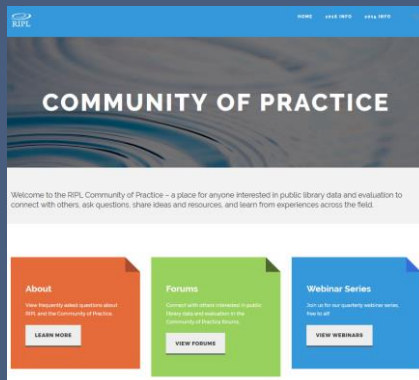 RIPL
HOME 2016 INFO 2014 INFO
COMMUNITY OF PRACTICE
Welcome to the RIPL Community of Practice – a place for anyone interested in public library data and evaluation to
connect with others, ask questions, share ideas and resources, and learn from experiences across the field.
About
View frequently asked questions about
RIPL and the Community of Practice.
LEARN MORE
Forums
Connect with others interested in public
library data and evaluation in the
Community of Practice Forums.
VIEW FORUMS
Webinar Series
Join us for our quarterly webinar series,
free to all!
VIEW WEBINARS